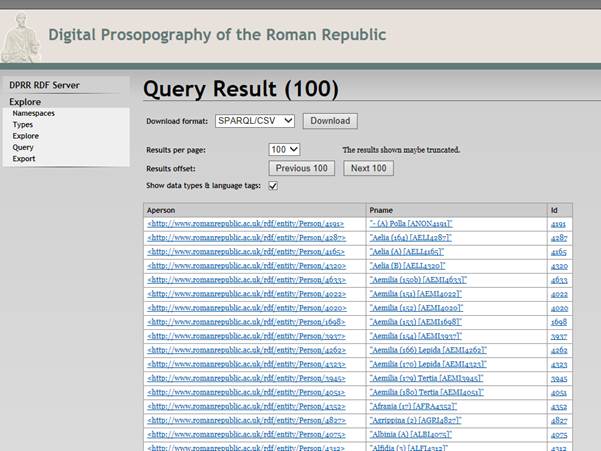 Digital Prosopography of the Roman Republic
DPRR RDF Server
Explore
Namespaces
Types
Explore
Query
Export
Query Result (100)
Download format: SPARQL/CSV Download
Results per page: 100 The results shown maybe truncated.
Results offset: Previous 100 Next 100
Show data types & language tags:
Aperson Pname Id
<http://www.romanrepublic.ac.uk/rdf/entity/Person/4191> "- (A) Polla [ANON4191]" 4191
<http://www.romanrepublic.ac.uk/rdf/entity/Person/4287> "Aelia (164) [AELI4287]" 4287
<http://www.romanrepublic.ac.uk/rdf/entity/Person/4165> "Aelia (A) [AELI4165]" 4165
<http://www.romanrepublic.ac.uk/rdf/entity/Person/4320> "Aelia (B) [AELI4320]" 4320
<http://www.romanrepublic.ac.uk/rdf/entity/Person/4633> "Aemilia (150b) [AEMI4633]" 4633
<http://www.romanrepublic.ac.uk/rdf/entity/Person/4022> "Aemilia (151) [AEMI4022]" 4022
<http://www.romanrepublic.ac.uk/rdf/entity/Person/4020> "Aemilia (152) [AEMI4020]" 4020
<http://www.romanrepublic.ac.uk/rdf/entity/Person/1698> "Aemilia (153) [AEMI1698]" 1698
<http://www.romanrepublic.ac.uk/rdf/entity/Person/3937> "Aemilia (154) [AEMI3937]" 3937
<http://www.romanrepublic.ac.uk/rdf/entity/Person/4262> "Aemilia (166) Lepida [AEMI4262]" 4262
<http://www.romanrepublic.ac.uk/rdf/entity/Person/4323> "Aemilia (170) Lepida [AEMI4323]" 4323
<http://www.romanrepublic.ac.uk/rdf/entity/Person/3945> "Aemilia (179) Tertia [AEMI3945]" 3945
<http://www.romanrepublic.ac.uk/rdf/entity/Person/4051> "Aemilia (180) Tertia [AEMI4051]" 4051
<http://www.romanrepublic.ac.uk/rdf/entity/Person/4352> "Afrania (17) [AFRA4352]" 4352
<http://www.romanrepublic.ac.uk/rdf/entity/Person/4827> "Agrippina (2) [AGRI4827]" 4827
<http://www.romanrepublic.ac.uk/rdf/entity/Person/4075> "Albinia (A) [ALBI4075]" 4075
<http://www.romanrepublic.ac.uk/rdf/entity/Person/4312> "Alfidia (3) [ALFI4312]" 4312